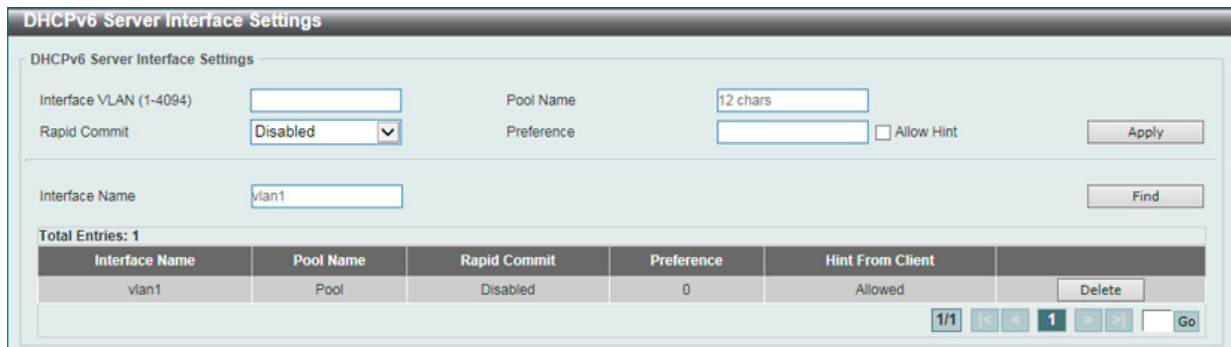 DHCPv6 Server Interface Settings
DHCPv6 Server Interface Settings
Interface VLAN (1-4094)
Pool Name
12 chars
Rapid Commit
Disabled
Preference
Allow Hint
Apply
Interface Name
vlan1
Find
Total Entries: 1
Interface Name
Pool Name
Rapid Commit
Preference
Hint From Client
vlan1
Pool
Disabled
0
Allowed
Delete
1/1
|<
<
1
>
>|
Go